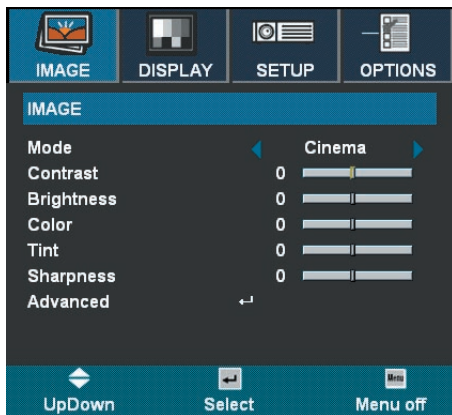 IMAGE DISPLAY SETUP OPTIONS
IMAGE
Mode Cinema
Contrast 0
Brightness 0
Color 0
Tint 0
Sharpness 0
Advanced
Menu
UpDown Select Menu off